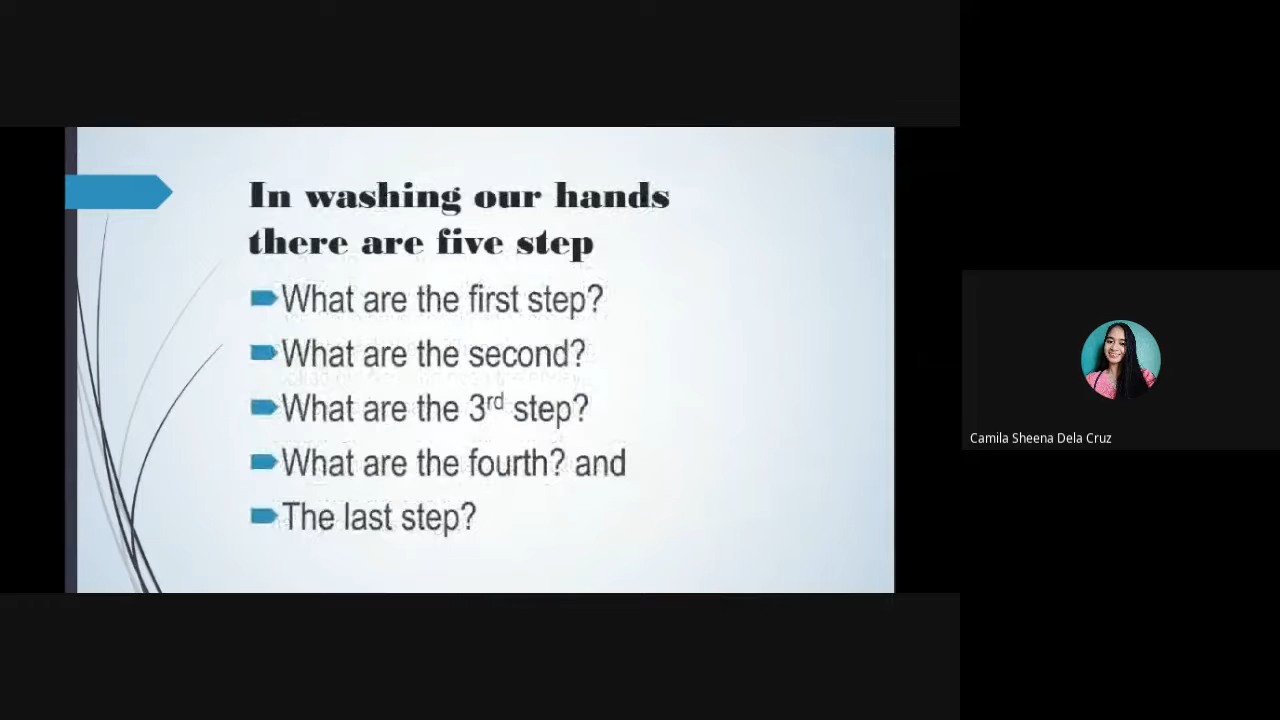 In washing our hands
there are five step
What are the first step?
What are the second?
What are the 3rd step?
What are the fourth? and
The last step?
Camila Sheena Dela Cruz